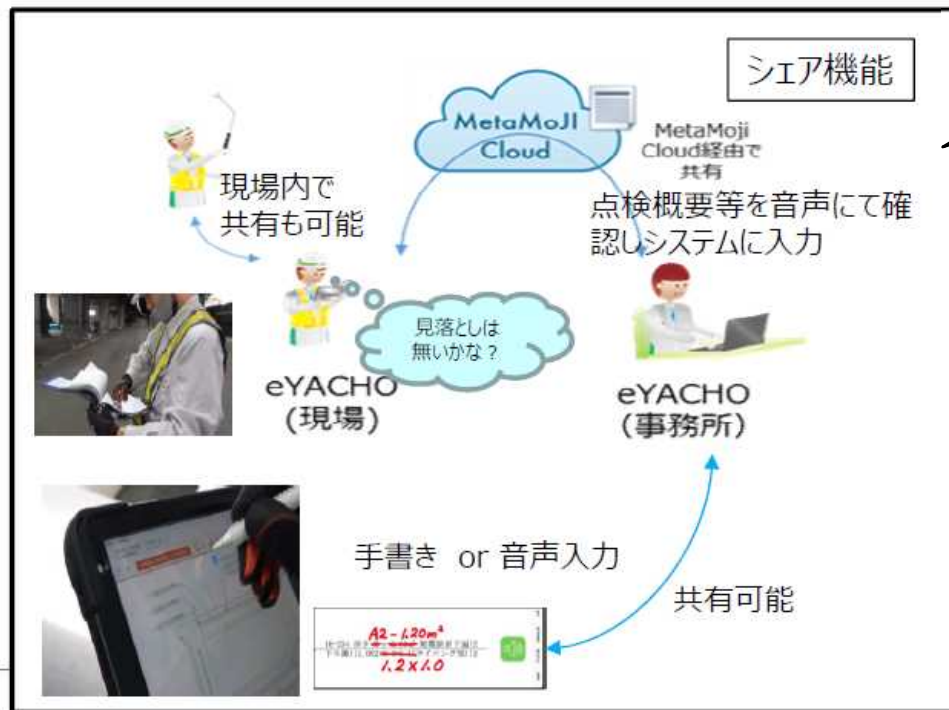 シェア機能
MetaMoJI
Cloud
MetaMoji
Cloud経由で
共有
現場内で
共有も可能
点検概要等を音声にて確
認しシステムに入力
見落としは
無いかな？
eYACHO
(現場)
eYACHO
(事務所)
手書き or 音声入力
共有可能
A2-1.20m²
1.2×1.0